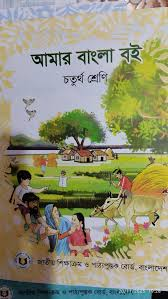 আমার বাংলা বই
চতুর্থ শ্রেণি
জাতীয় শিক্ষাক্রম ও পাঠ্যপুস্তক বোর্ড, বাংলাদেশ